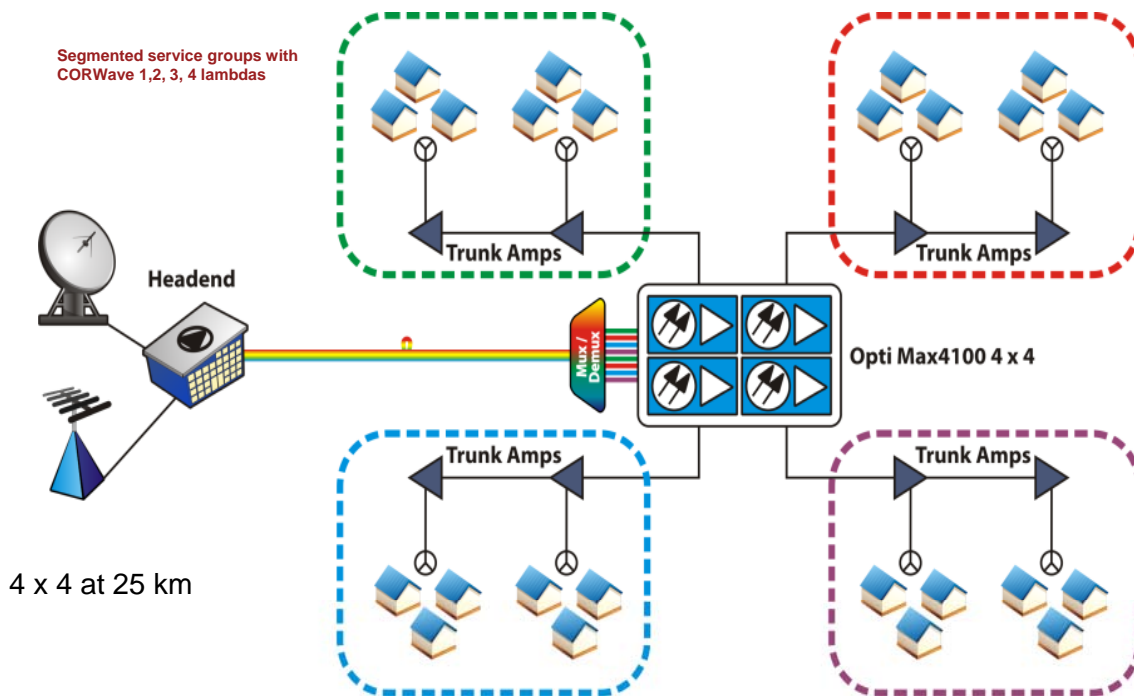 Segmented service groups with
CORWave 1,2, 3, 4 lambdas
Trunk Amps
Trunk Amps
Headend
Mux /
Demux
Opti Max4100 4 x 4
Trunk Amps
Trunk Amps
4 x 4 at 25 km